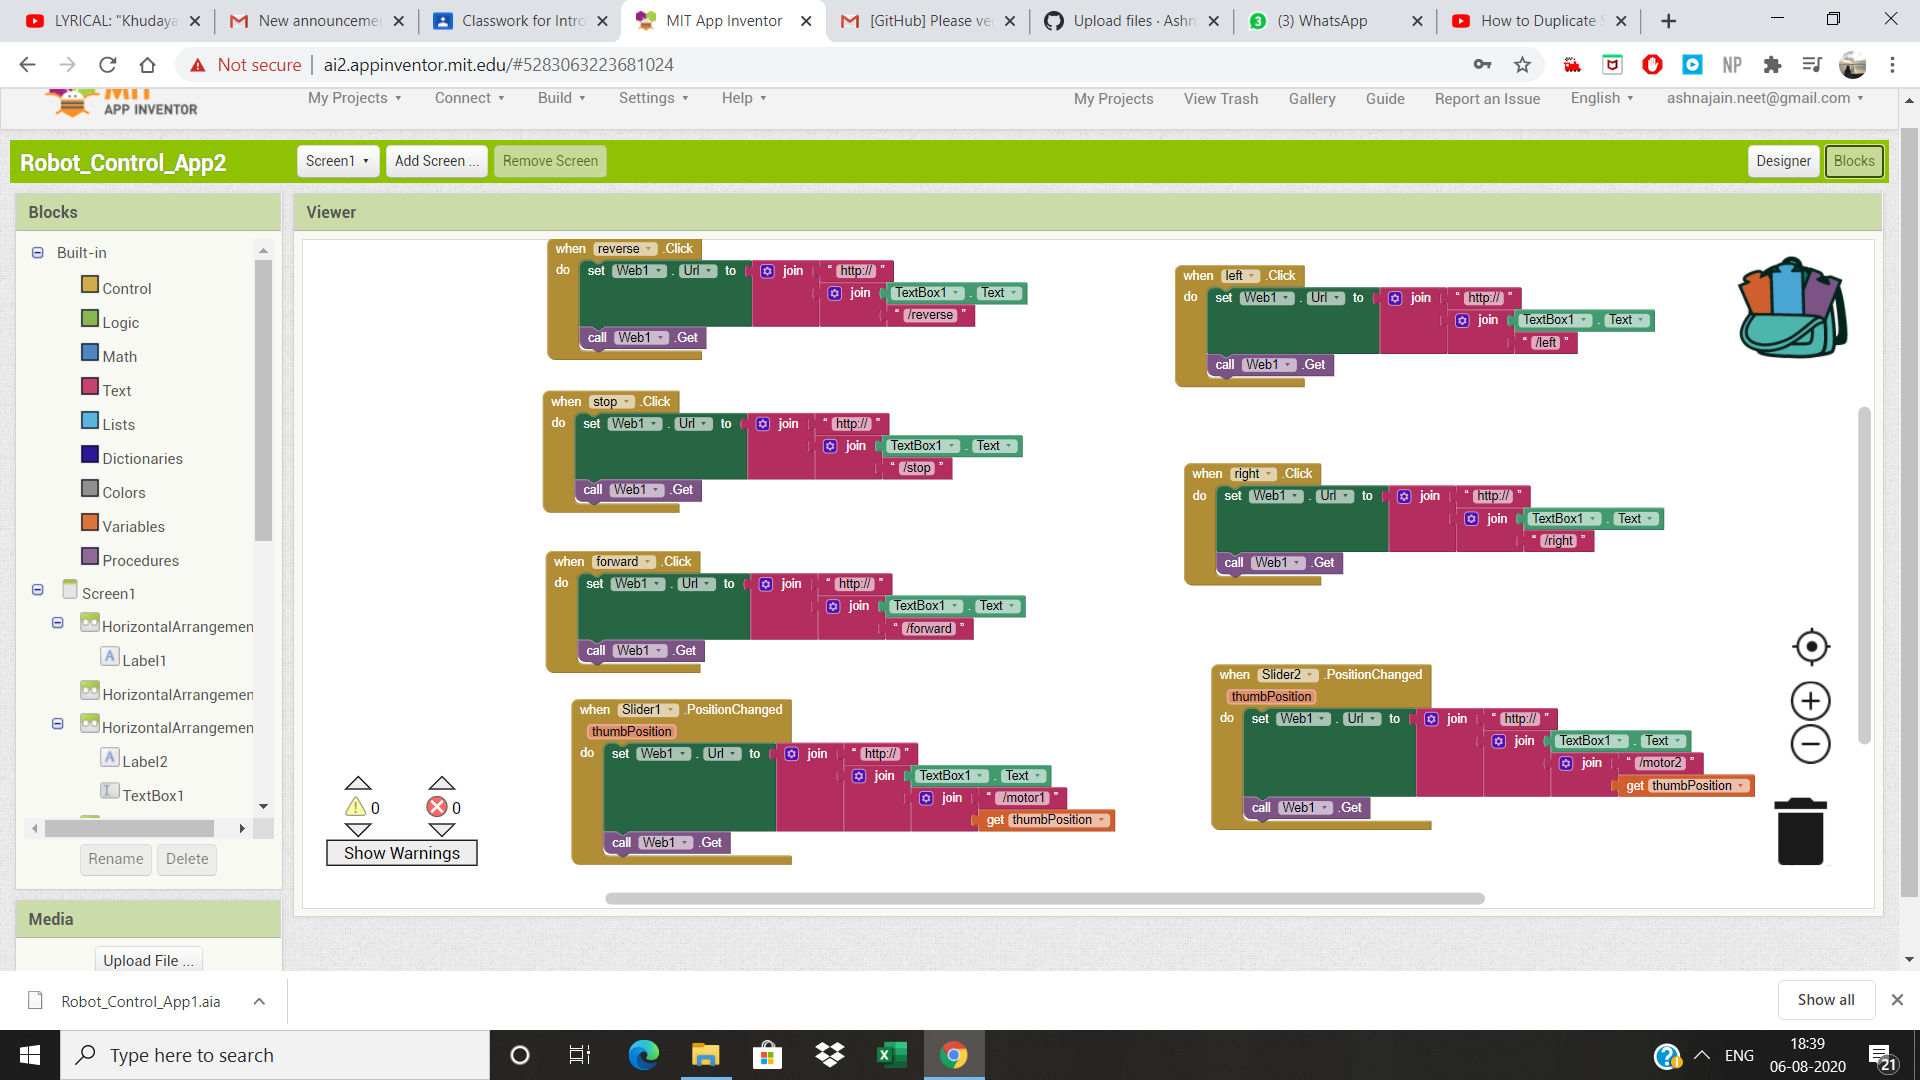 LYRICAL: "Khudaya
New announceme
Classwork for Intro
MIT App Inventor
[GitHub] Please ve
Upload files · Ashn
(3) WhatsApp
How to Duplicate
Not secure
ai2.appinventor.mit.edu/#5283063223681024
NP
MIT
APP INVENTOR
My Projects
Connect
Build
Settings
Help
My Projects
View Trash
Gallery
Guide
Report an Issue
English
ashnajain.neet@gmail.com
Robot_Control_App2
Screen1
Add Screen ...
Remove Screen
Designer
Blocks
Blocks
Built-in
Control
Logic
Math
Text
Lists
Dictionaries
Colors
Variables
Procedures
Screen1
HorizontalArrangemen
Label1
HorizontalArrangemen
HorizontalArrangemen
Label2
TextBox1
Rename
Delete
Media
Upload File ...
Viewer
when reverse .Click
do set Web1 . Url to join " http:// "
join TextBox1 . Text
" /reverse "
call Web1 .Get
when stop .Click
do set Web1 . Url to join " http:// "
join TextBox1 . Text
" /stop "
call Web1 .Get
when forward .Click
do set Web1 . Url to join " http:// "
join TextBox1 . Text
" /forward "
call Web1 .Get
when Slider1 .PositionChanged
thumbPosition
do set Web1 . Url to join " http:// "
join TextBox1 . Text
join " /motor1 "
get thumbPosition
call Web1 .Get
when left .Click
do set Web1 . Url to join " http:// "
join TextBox1 . Text
" /left "
call Web1 .Get
when right .Click
do set Web1 . Url to join " http:// "
join TextBox1 . Text
" /right "
call Web1 .Get
when Slider2 .PositionChanged
thumbPosition
do set Web1 . Url to join " http:// "
join TextBox1 . Text
join " /motor2 "
get thumbPosition
call Web1 .Get
0
0
Show Warnings
Robot_Control_App1.aia
Show all
Type here to search
ENG
18:39
06-08-2020
21